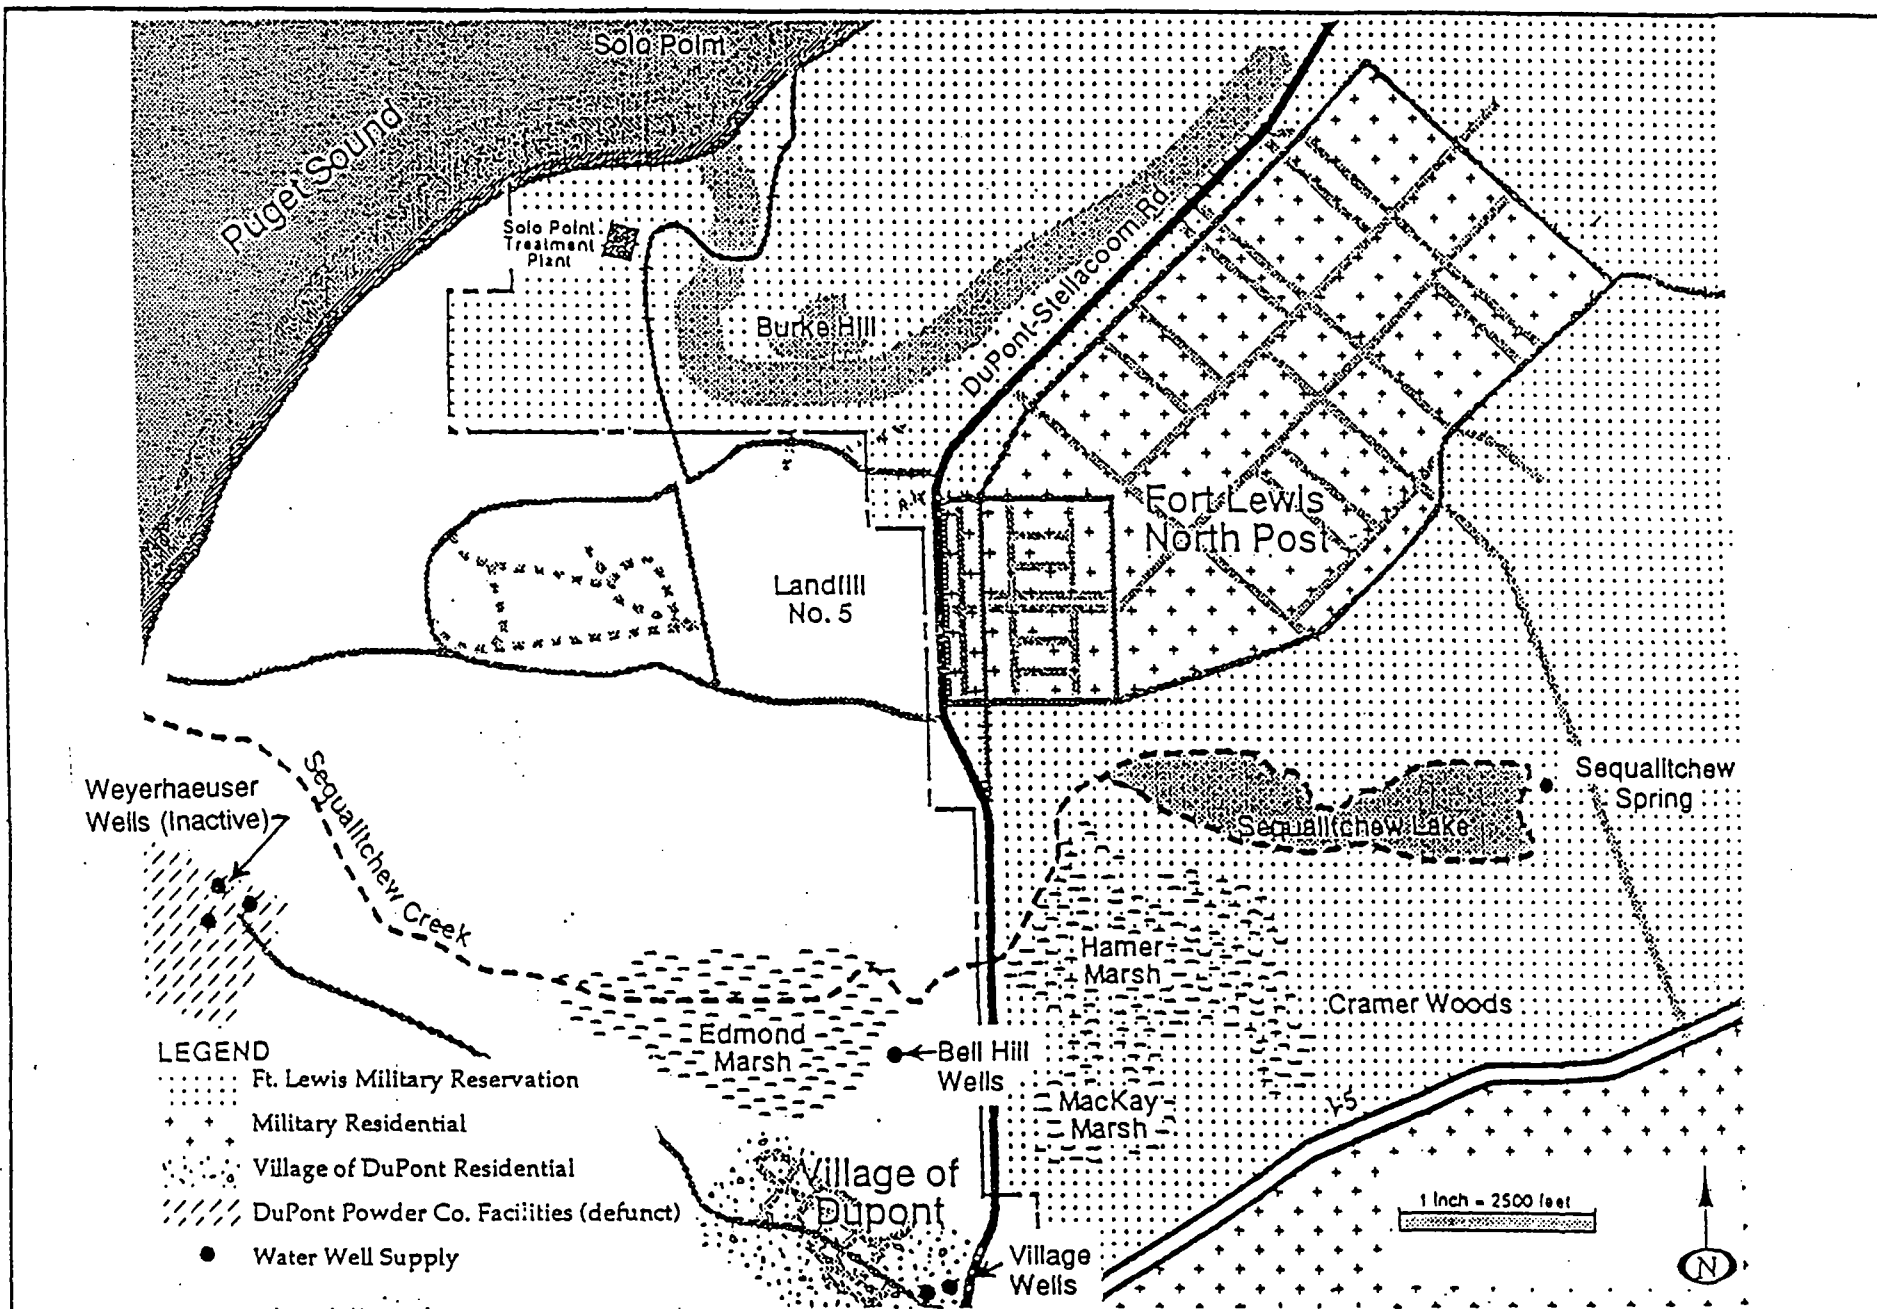 Solo Point
Puget Sound
Solo Point
Treatment
Plant
Burke Hill
DuPont-Stellacoom Rd
Fort Lewis
North Post
Landfill
No. 5
Weyerhaeuser
Wells (Inactive)
Sequalitchew Creek
Sequalitchew
Spring
Sequalitchew Lake
Hamer
Marsh
Cramer Woods
Edmond
Marsh
Bell Hill
Wells
MacKay
Marsh
I-5
LEGEND
Ft. Lewis Military Reservation
Military Residential
Village of DuPont Residential
DuPont Powder Co. Facilities (defunct)
Water Well Supply
Village of
Dupont
Village
Wells
1 Inch = 2500 feet
N